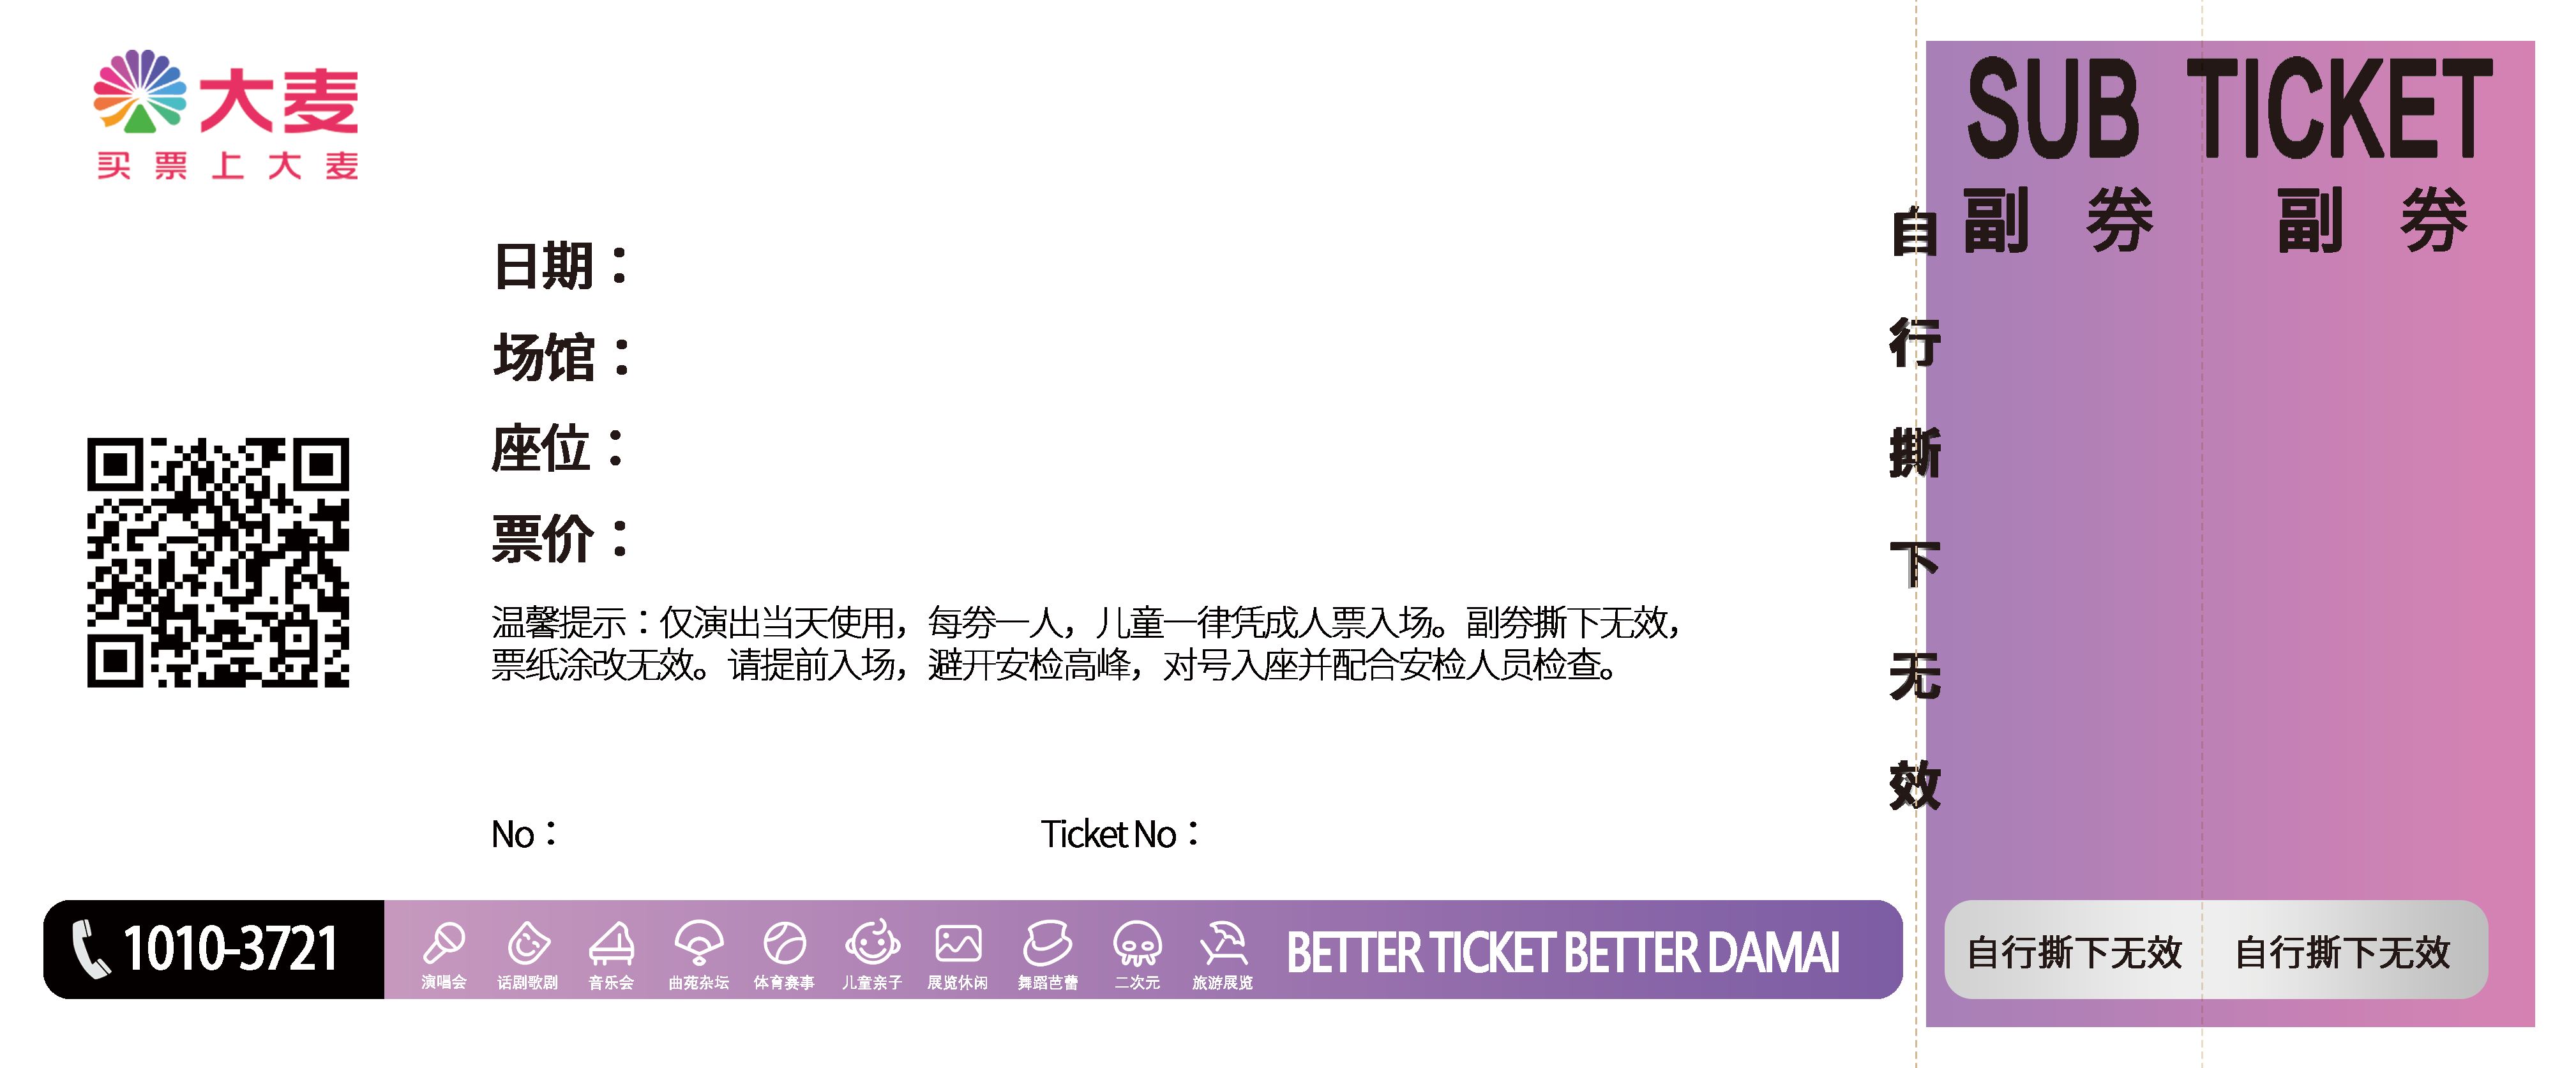 大麦
买票上大麦
日期：
场馆：
座位：
票价：
温馨提示：仅演出当天使用，每券一人，儿童一律凭成人票入场。副券撕下无效，
票纸涂改无效。请提前入场，避开安检高峰，对号入座并配合安检人员检查。
No：
Ticket No：
1010-3721
演唱会 话剧歌剧 音乐会 曲苑杂坛 体育赛事 儿童亲子 展览休闲 舞蹈芭蕾 二次元 旅游展览
BETTER TICKET BETTER DAMAI
自行撕下无效
SUB TICKET
副券 副券
自行撕下无效 自行撕下无效